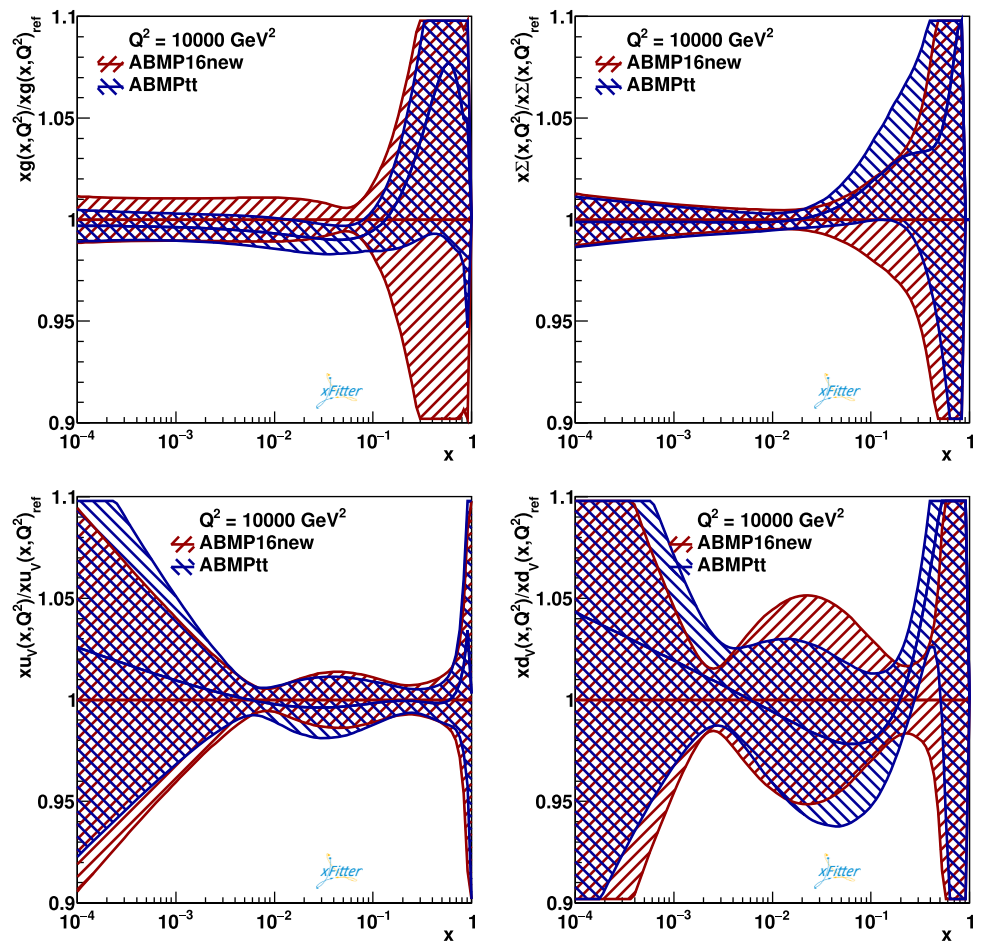 xg(x,Q²)/xg(x,Q²)ref
1.1
1.05
1
0.95
0.9
Q² = 10000 GeV²
ABMP16new
ABMPtt
xFitter
10⁻⁴ 10⁻³ 10⁻² 10⁻¹ 1
x
xΣ(x,Q²)/xΣ(x,Q²)ref
1.1
1.05
1
0.95
0.9
Q² = 10000 GeV²
ABMP16new
ABMPtt
xFitter
10⁻⁴ 10⁻³ 10⁻² 10⁻¹ 1
x
xuV(x,Q²)/xuV(x,Q²)ref
1.1
1.05
1
0.95
0.9
Q² = 10000 GeV²
ABMP16new
ABMPtt
xFitter
10⁻⁴ 10⁻³ 10⁻² 10⁻¹ 1
x
xdV(x,Q²)/xdV(x,Q²)ref
1.1
1.05
1
0.95
0.9
Q² = 10000 GeV²
ABMP16new
ABMPtt
xFitter
10⁻⁴ 10⁻³ 10⁻² 10⁻¹ 1
x